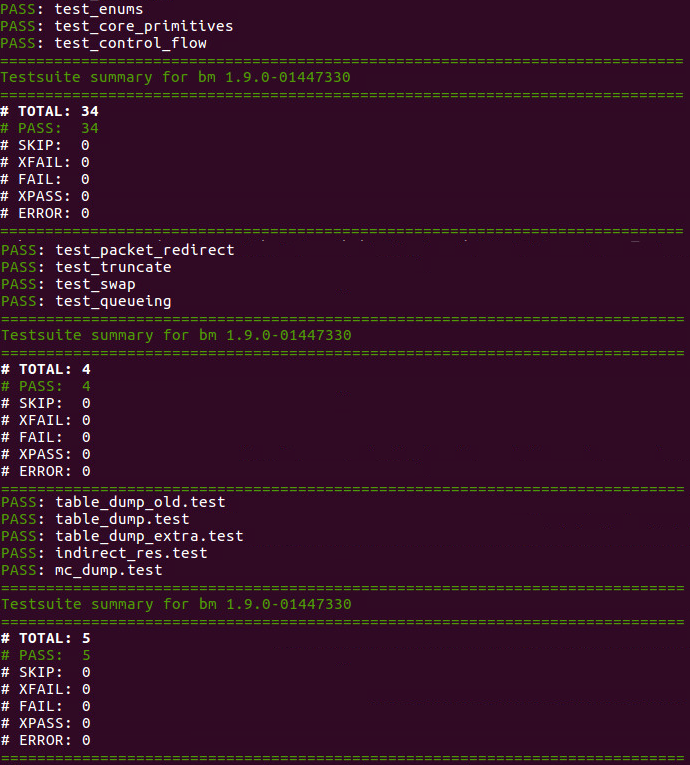 PASS: test_enums
PASS: test_core_primitives
PASS: test_control_flow
============================================================================
Testsuite summary for bm 1.9.0-01447330
============================================================================
# TOTAL: 34
# PASS:  34
# SKIP:  0
# XFAIL: 0
# FAIL:  0
# XPASS: 0
# ERROR: 0
============================================================================
PASS: test_packet_redirect
PASS: test_truncate
PASS: test_swap
PASS: test_queueing
============================================================================
Testsuite summary for bm 1.9.0-01447330
============================================================================
# TOTAL: 4
# PASS:  4
# SKIP:  0
# XFAIL: 0
# FAIL:  0
# XPASS: 0
# ERROR: 0
============================================================================
PASS: table_dump_old.test
PASS: table_dump.test
PASS: table_dump_extra.test
PASS: indirect_res.test
PASS: mc_dump.test
============================================================================
Testsuite summary for bm 1.9.0-01447330
============================================================================
# TOTAL: 5
# PASS:  5
# SKIP:  0
# XFAIL: 0
# FAIL:  0
# XPASS: 0
# ERROR: 0
============================================================================